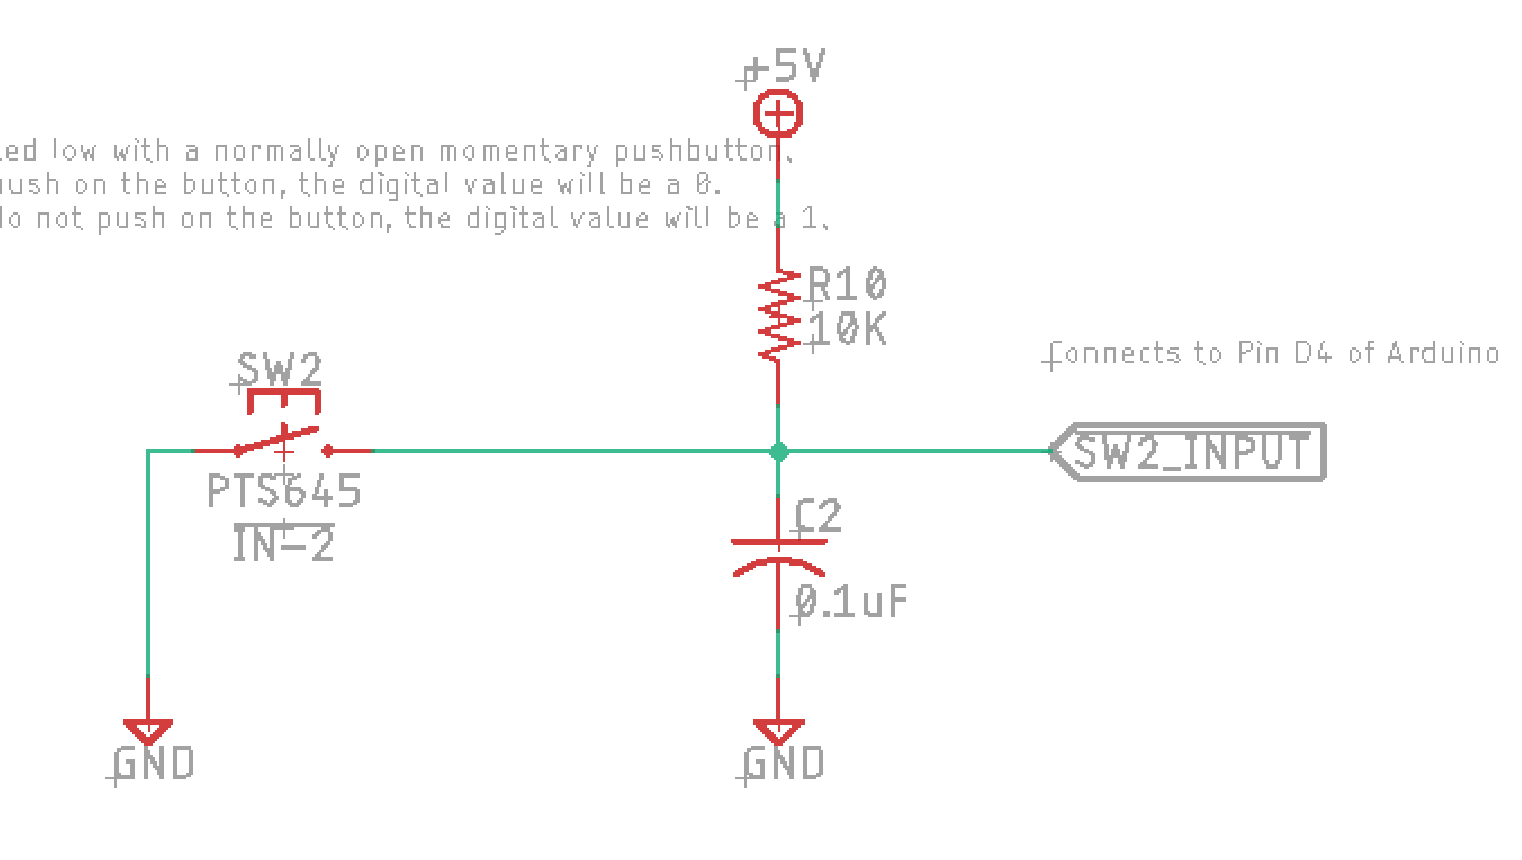 +5V
led low with a normally open momentary pushbutton.
push on the button, the digital value will be a 0.
do not push on the button, the digital value will be a 1.
R10
10K
Connects to Pin D4 of Arduino
SW2
SW2_INPUT
PTS645
IN-2
C2
0.1uF
GND
GND